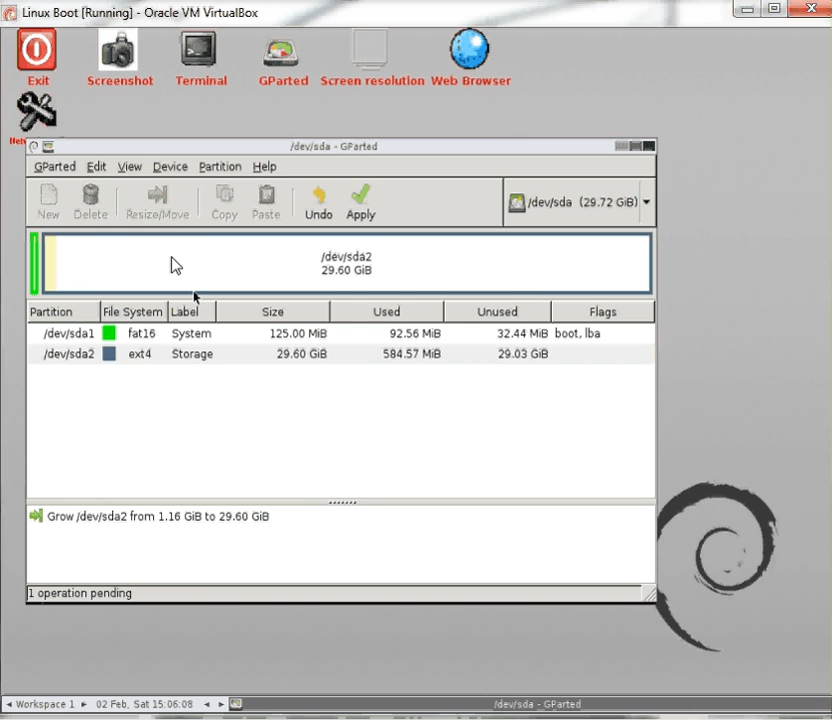 Linux Boot [Running] - Oracle VM VirtualBox
Exit
Screenshot
Terminal
GParted
Screen resolution
Web Browser
/dev/sda - GParted
GParted Edit View Device Partition Help
New Delete Resize/Move Copy Paste Undo Apply
/dev/sda (29.72 GiB)
/dev/sda2
29.60 GiB
Partition File System Label Size Used Unused Flags
/dev/sda1 fat16 System 125.00 MiB 92.56 MiB 32.44 MiB boot, lba
/dev/sda2 ext4 Storage 29.60 GiB 584.57 MiB 29.03 GiB
Grow /dev/sda2 from 1.16 GiB to 29.60 GiB
1 operation pending
Workspace 1 02 Feb, Sat 15:06:08 /dev/sda - GParted